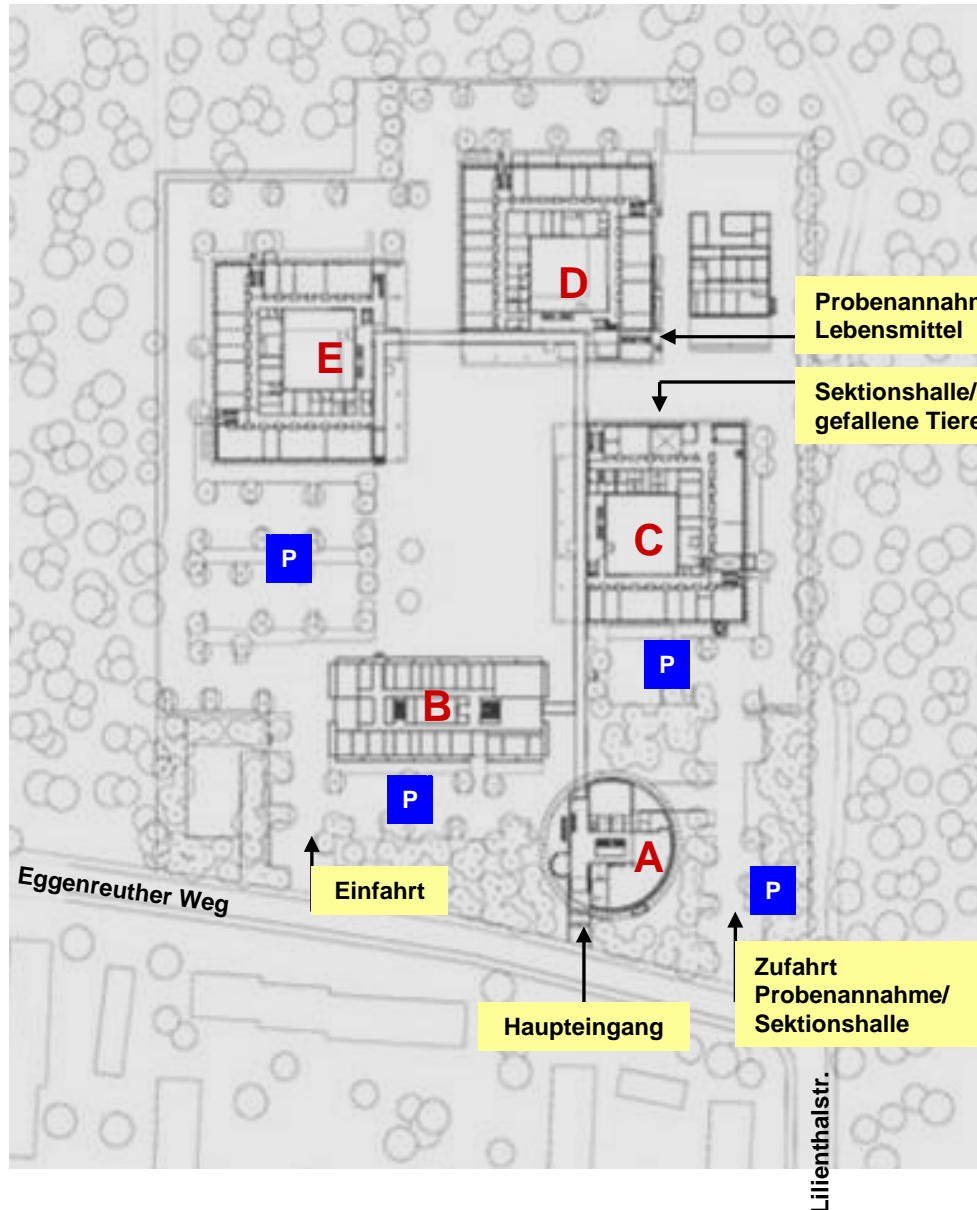 D
Probenannahm
Lebensmittel
E
Sektionshalle/
gefallene Tiere
C
P
P
B
P
A
Eggenreuther Weg
Einfahrt
P
Zufahrt
Probenannahme/
Sektionshalle
Haupteingang
Lilienthalstr.